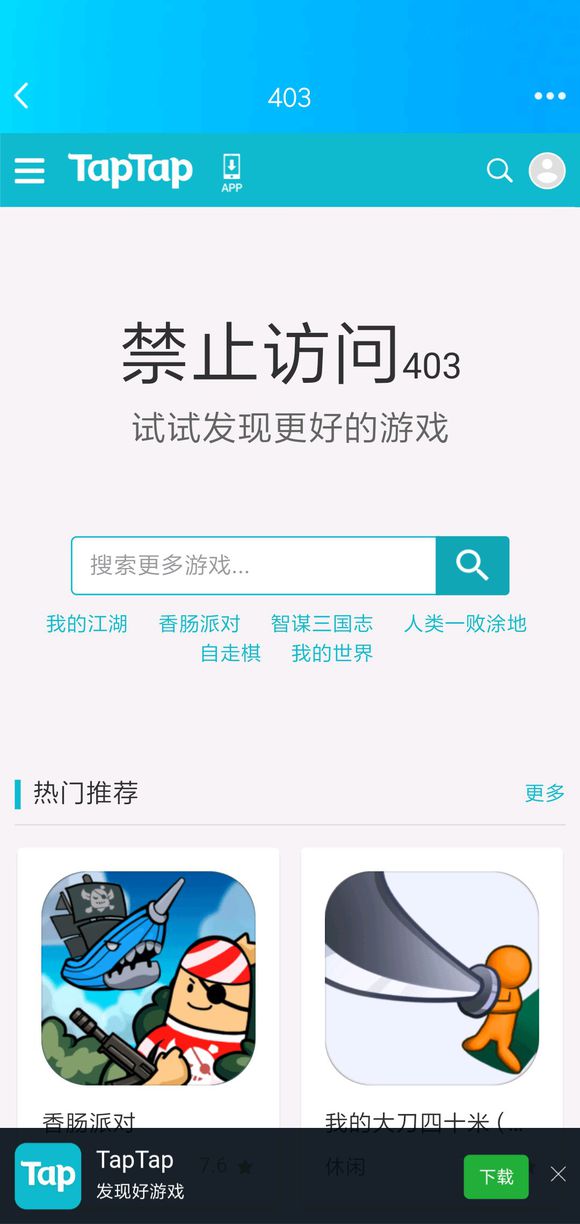 403
TapTap
APP
禁止访问403
试试发现更好的游戏
搜索更多游戏...
我的江湖 香肠派对 智谋三国志 人类一败涂地
自走棋 我的世界
热门推荐 更多
香肠派对 我的大刀四十米 (...
7.6 休闲
Tap
TapTap
发现好游戏
下载